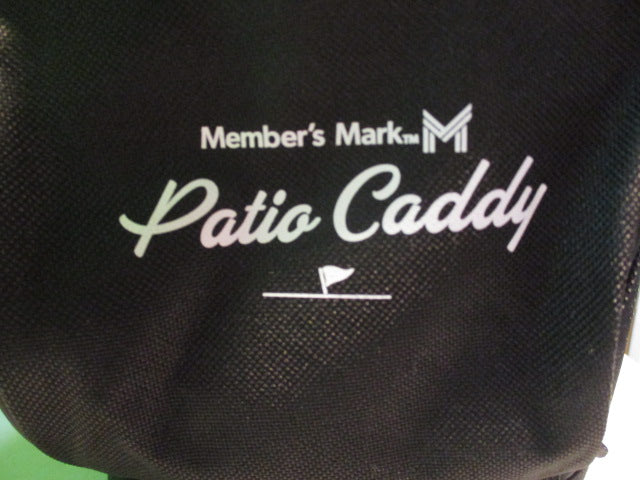 Member's Mark™ M
Patio Caddy